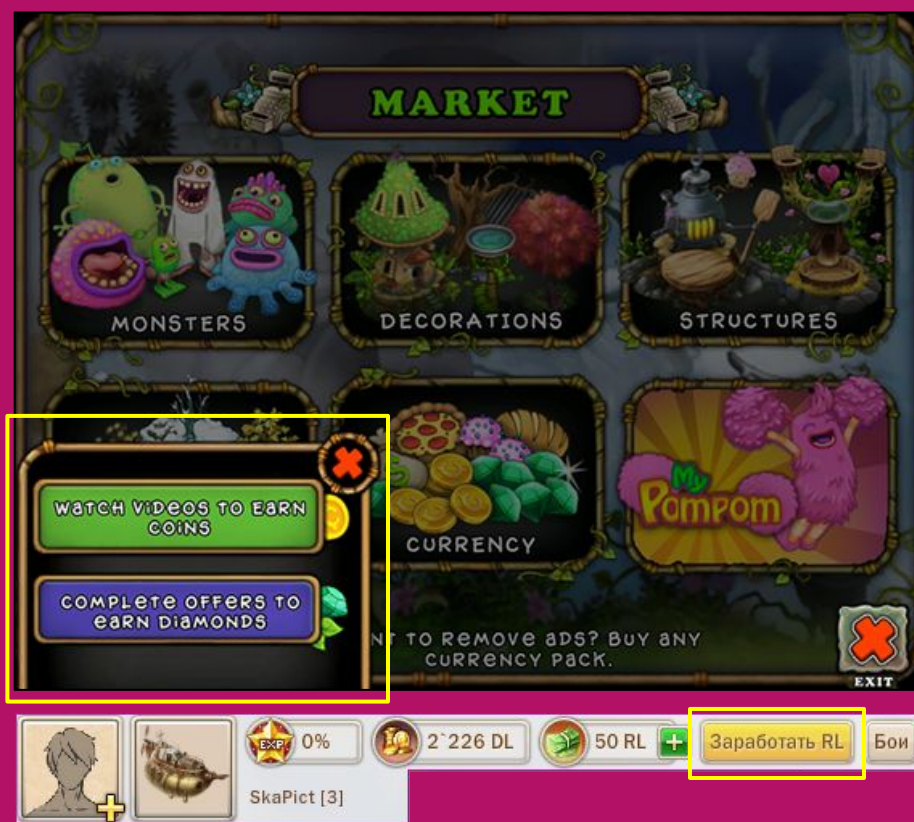 MARKET
MONSTERS
DECORATIONS
STRUCTURES
WATCH VIDEOS TO EARN
COINS
CURRENCY
My
PomPom
COMPLETE OFFERS TO
EARN DIAMONDS
NT TO REMOVE ADS? BUY ANY
CURRENCY PACK.
EXIT
EXP
0%
2`226 DL
50 RL
+
Заработать RL
Бои
SkaPict [3]